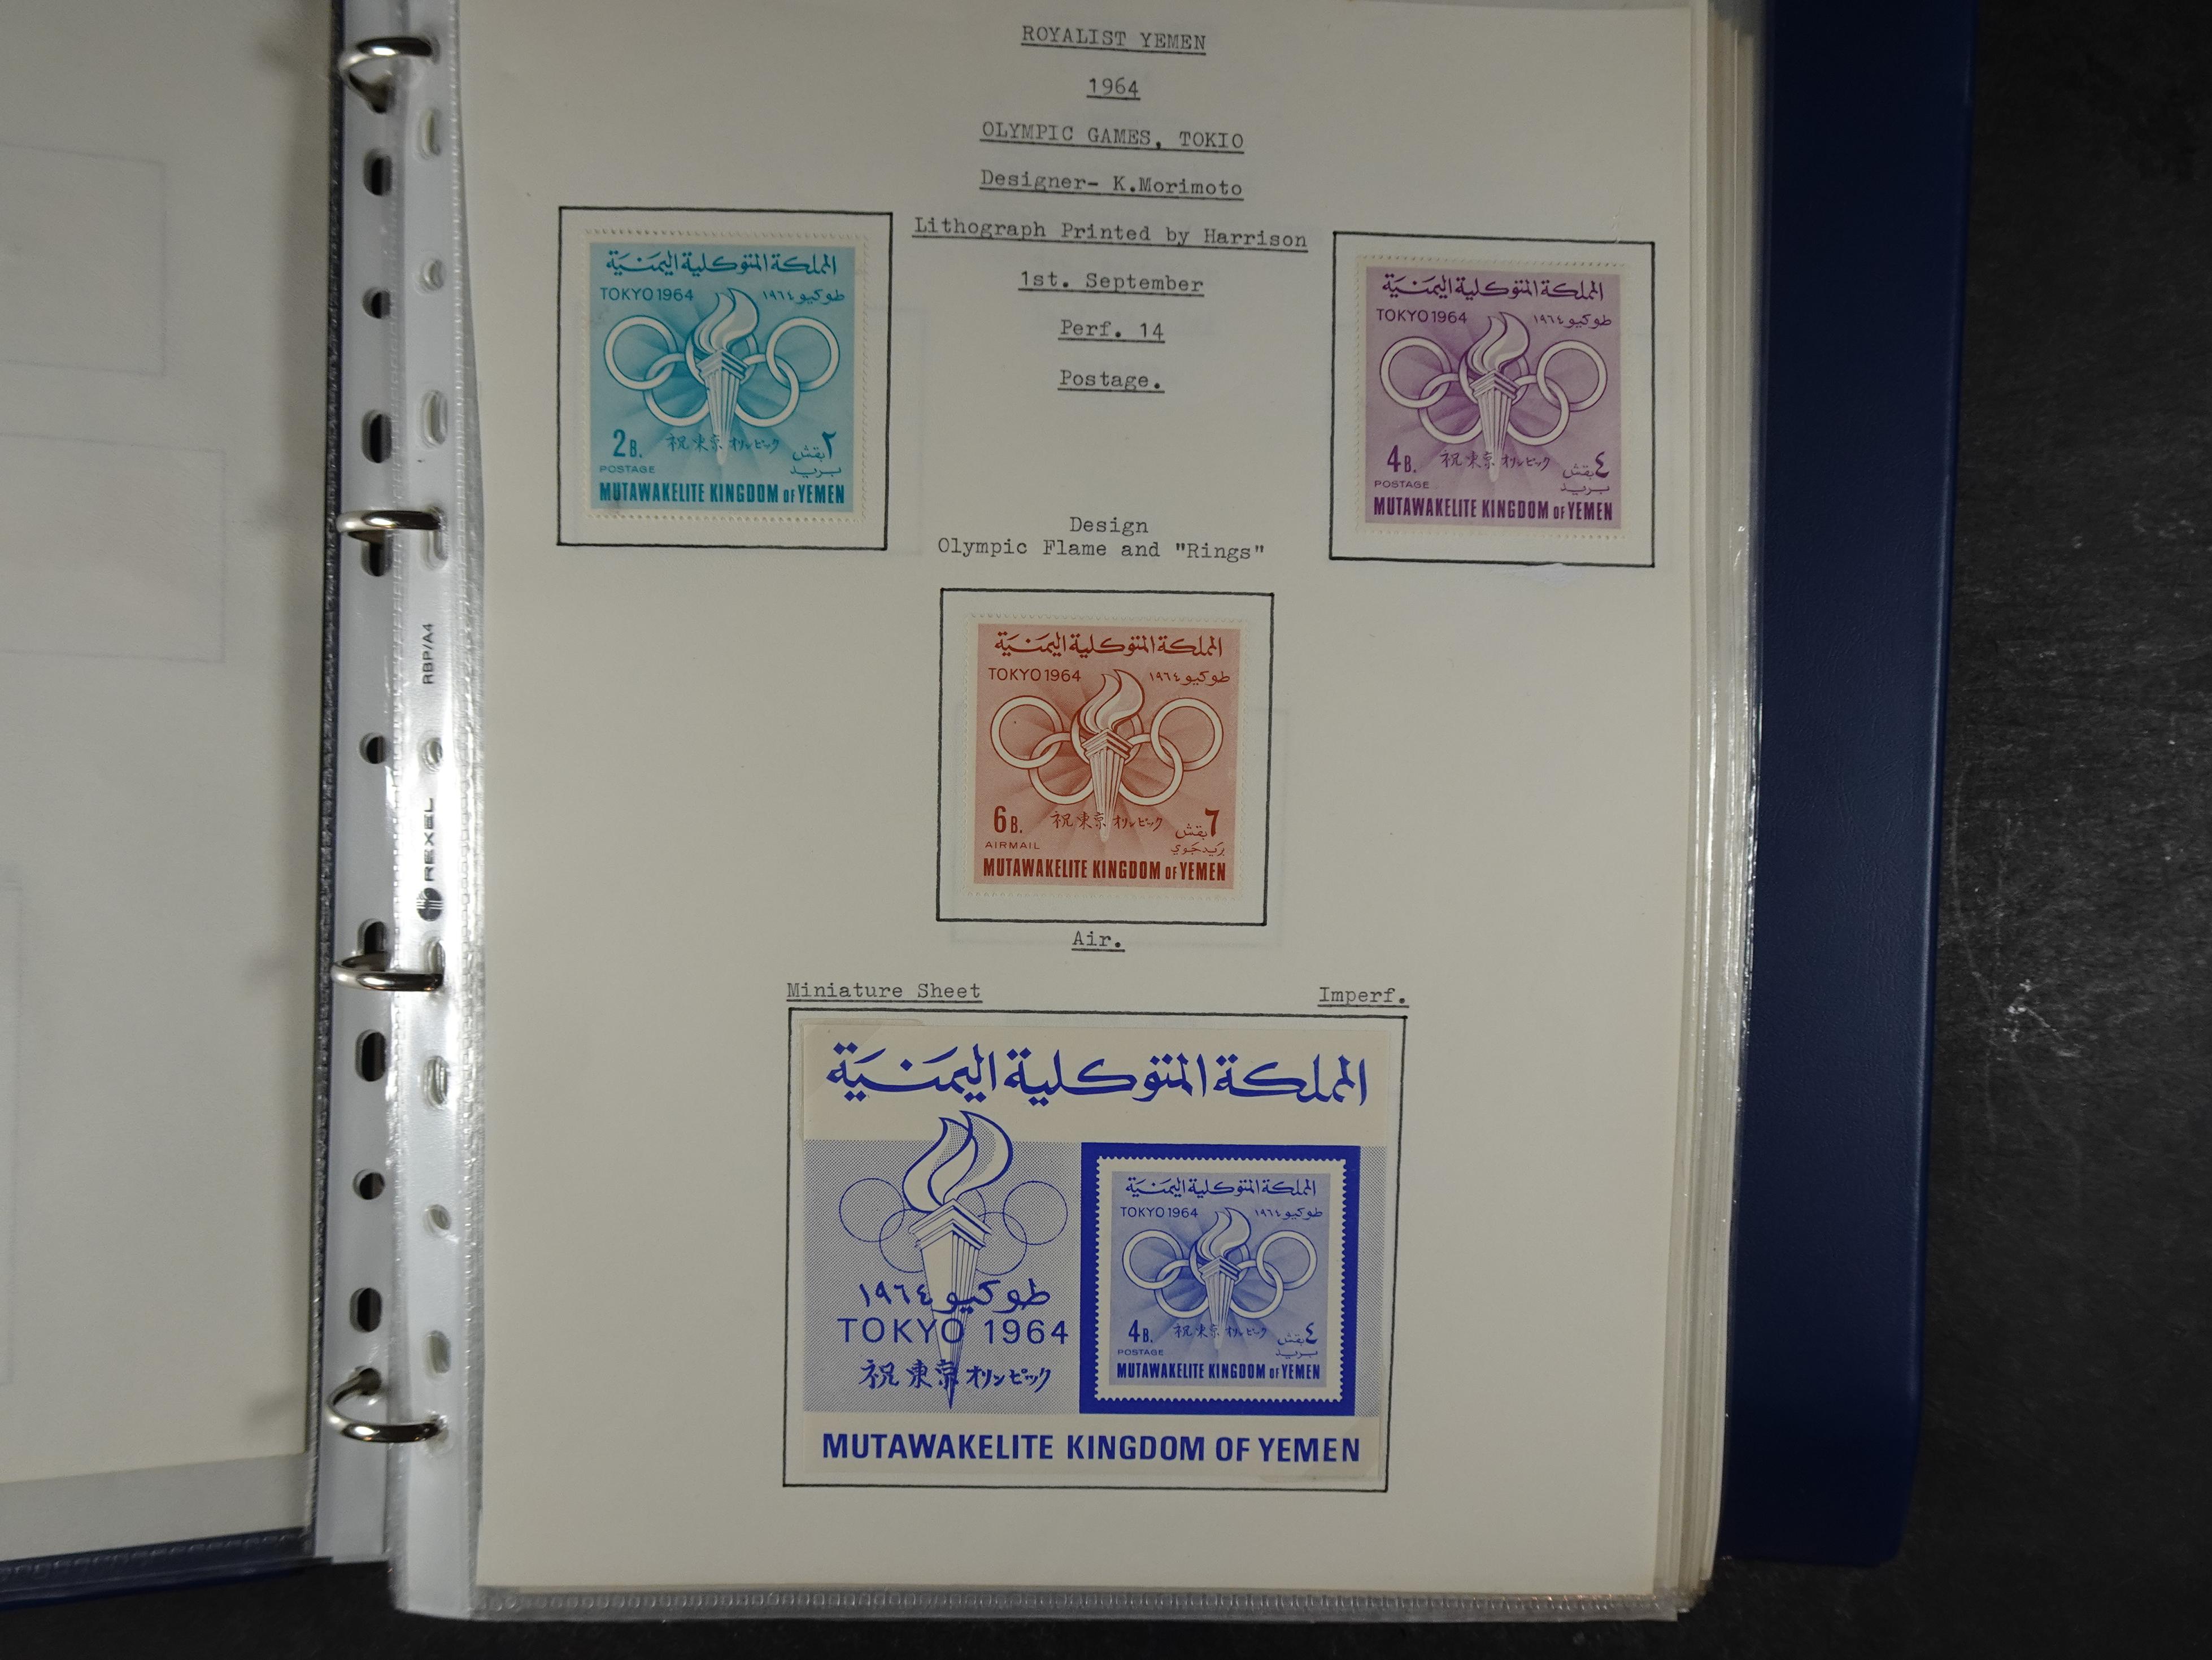 ROYALIST YEMEN
1964
OLYMPIC GAMES, TOKIO
Designer- K.Morimoto
Lithograph Printed by Harrison
1st. September
Perf. 14
Postage.
المملكة المتوكلية اليمنية
TOKYO 1964 طوكيو ١٩٦٤
2 B. 祝 東京 オリンピック ٢ بقش
POSTAGE بريد
MUTAWAKELITE KINGDOM OF YEMEN
المملكة المتوكلية اليمنية
TOKYO 1964 طوكيو ١٩٦٤
4 B. 祝 東京 オリンピック ٤ بقش
POSTAGE بريد
MUTAWAKELITE KINGDOM OF YEMEN
Design
Olympic Flame and "Rings"
المملكة المتوكلية اليمنية
TOKYO 1964 طوكيو ١٩٦٤
6 B. 祝 東京 オリンピック ٦ بقش
AIRMAIL بريد جوي
MUTAWAKELITE KINGDOM OF YEMEN
Air.
Miniature Sheet
Imperf.
المملكة المتوكلية اليمنية
طوكيو ١٩٦٤
TOKYO 1964
祝 東京 オリンピック
المملكة المتوكلية اليمنية
TOKYO 1964 طوكيو ١٩٦٤
4 B. 祝 東京 オリンピック ٤ بقش
POSTAGE بريد
MUTAWAKELITE KINGDOM OF YEMEN
MUTAWAKELITE KINGDOM OF YEMEN
RBP/A4
REXEL